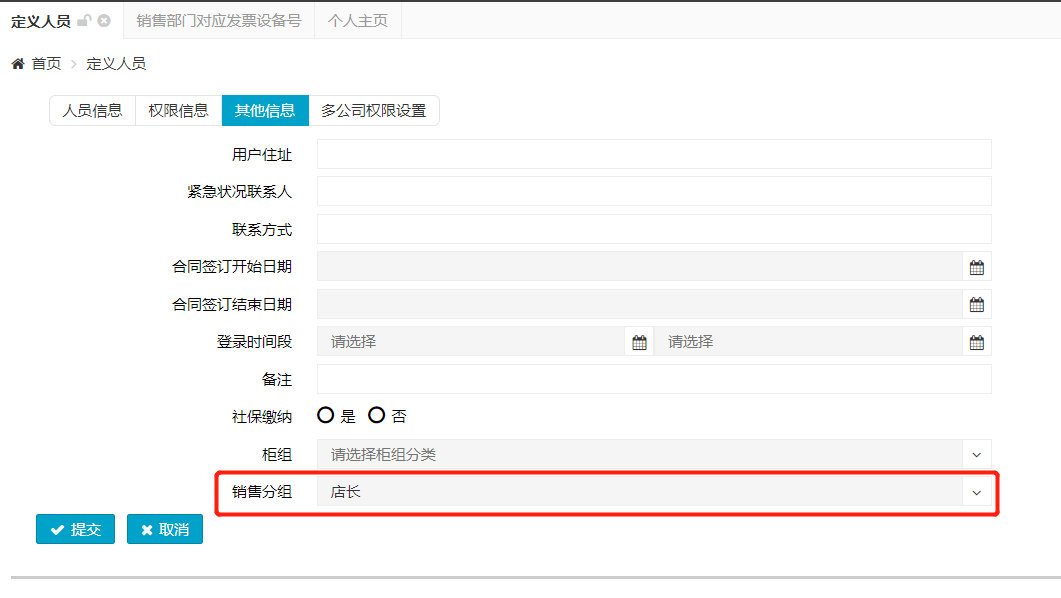 定义人员 销售部门对应发票设备号 个人主页
首页 定义人员
人员信息 权限信息 其他信息 多公司权限设置
用户住址
紧急状况联系人
联系方式
合同签订开始日期
合同签订结束日期
登录时间段 请选择 请选择
备注
社保缴纳 是 否
柜组 请选择柜组分类
销售分组 店长
提交 取消